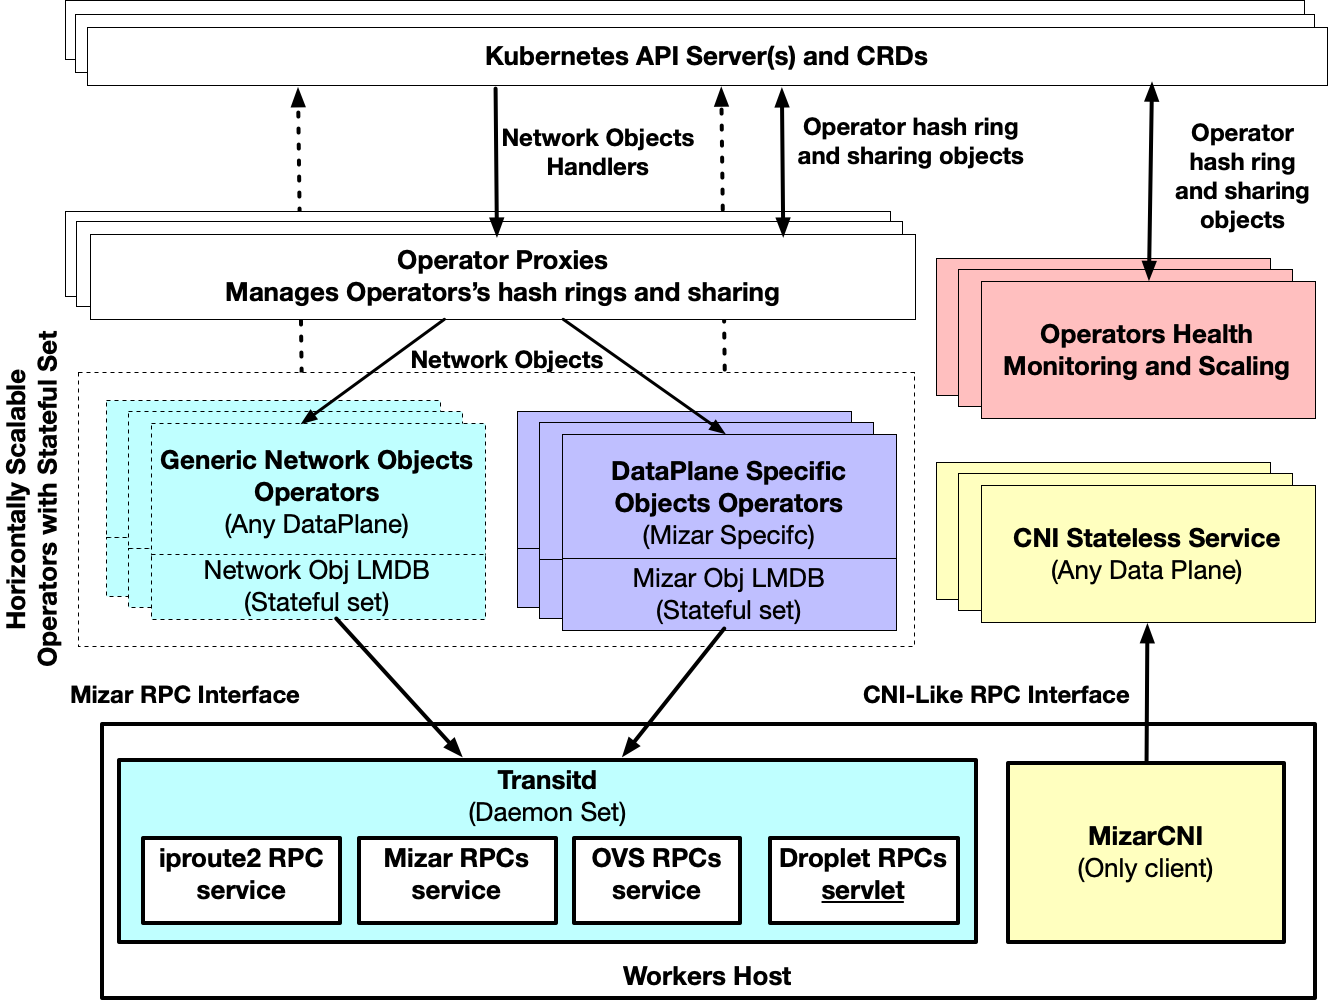 Kubernetes API Server(s) and CRDs
Network Objects
Handlers
Operator hash ring
and sharing objects
Operator
hash ring
and sharing
objects
Operator Proxies
Manages Operators's hash rings and sharing
Operators Health
Monitoring and Scaling
Network Objects
Horizontally Scalable
Operators with Stateful Set
Generic Network Objects
Operators
(Any DataPlane)
Network Obj LMDB
(Stateful set)
DataPlane Specific
Objects Operators
(Mizar Specifc)
Mizar Obj LMDB
(Stateful set)
CNI Stateless Service
(Any Data Plane)
Mizar RPC Interface
CNI-Like RPC Interface
Transitd
(Daemon Set)
iproute2 RPC
service
Mizar RPCs
service
OVS RPCs
service
Droplet RPCs
servlet
MizarCNI
(Only client)
Workers Host